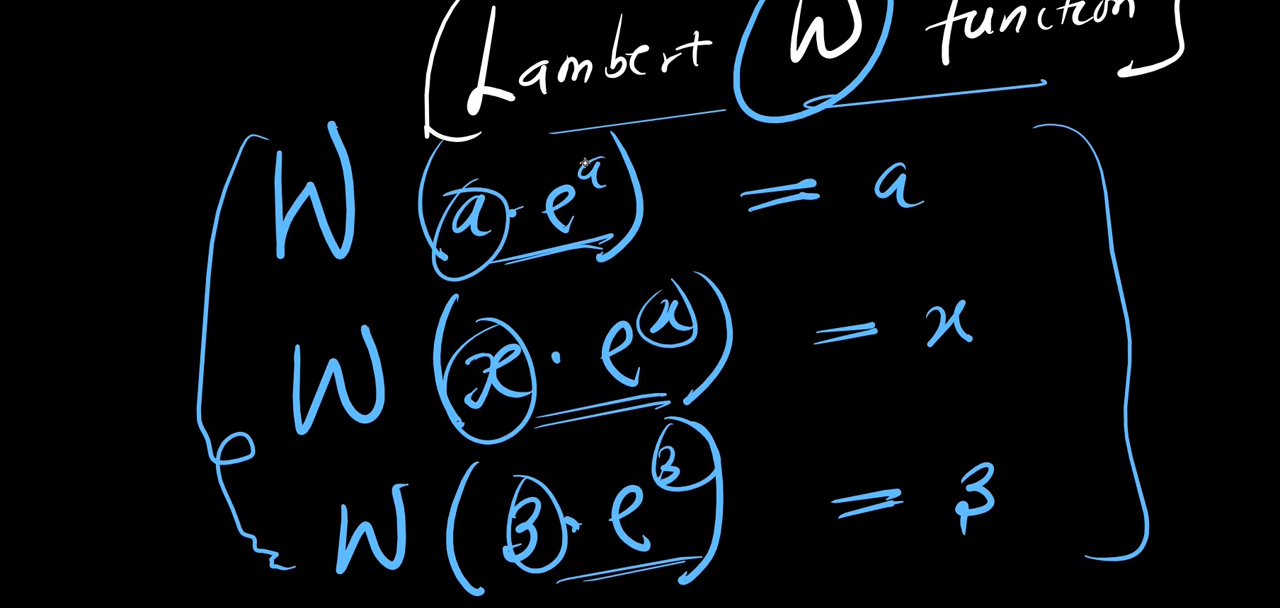 [Lambert W function]
W (a · e^a) = a
W (x · e^x) = x
W (3 · e^3) = 3